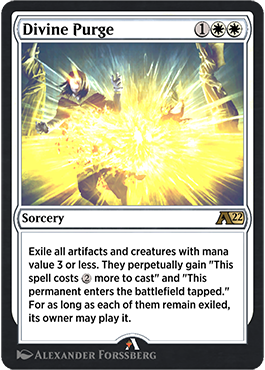 Divine Purge 1
Sorcery A22
Exile all artifacts and creatures with mana
value 3 or less. They perpetually gain "This
spell costs 2 more to cast" and "This
permanent enters the battlefield tapped."
For as long as each of them remain exiled,
its owner may play it.
Alexander Forssberg